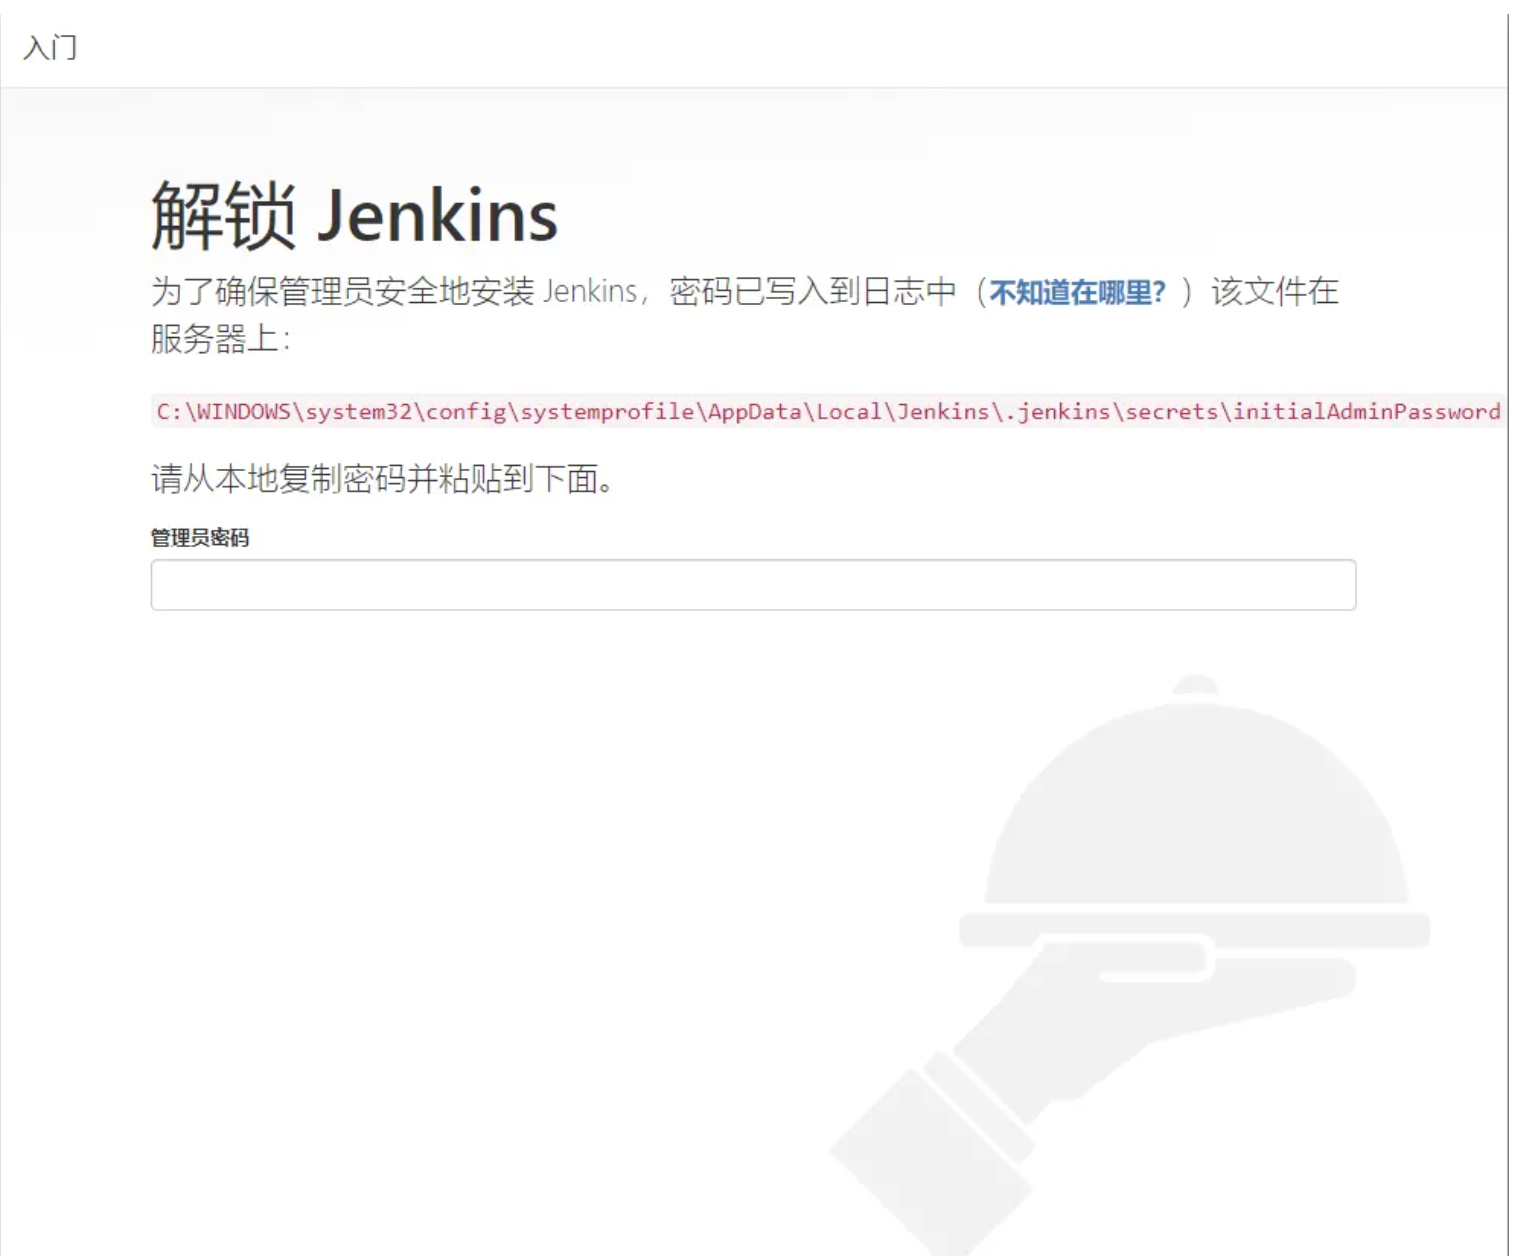 入门
解锁 Jenkins
为了确保管理员安全地安装 Jenkins，密码已写入到日志中（不知道在哪里？）该文件在
服务器上：
C:\WINDOWS\system32\config\systemprofile\AppData\Local\Jenkins\.jenkins\secrets\initialAdminPassword
请从本地复制密码并粘贴到下面。
管理员密码